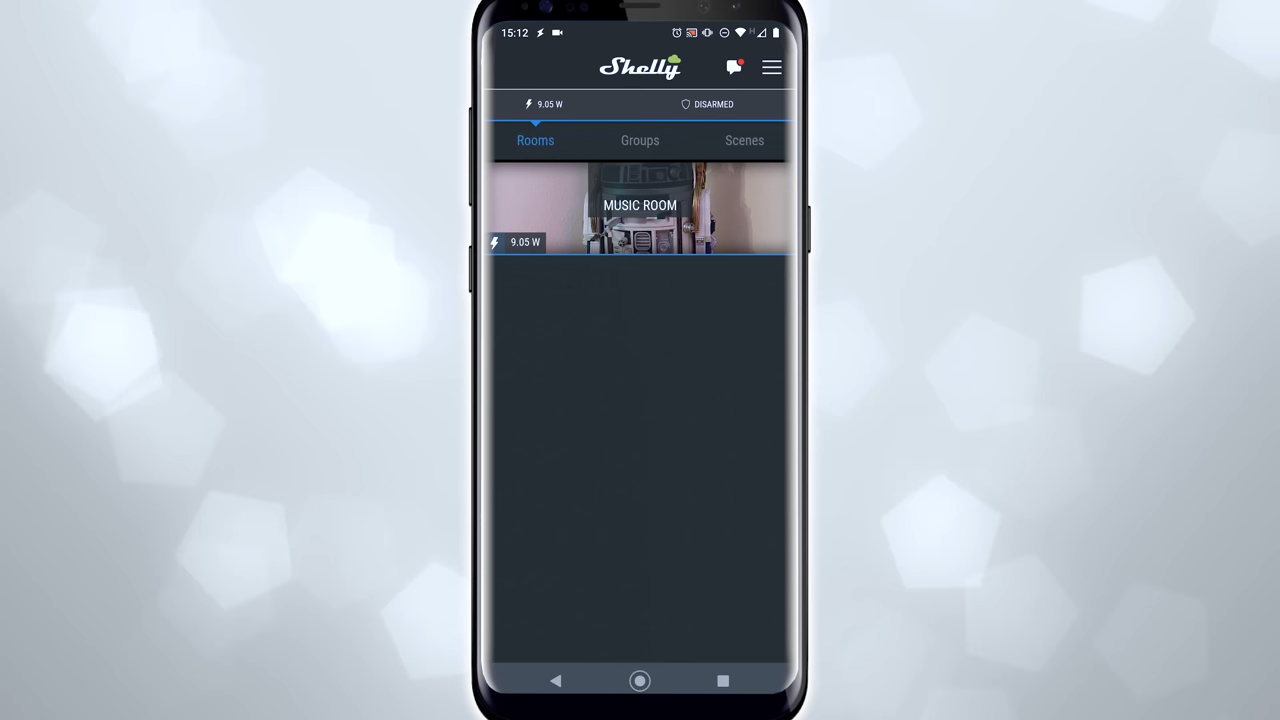 15:12
H
Shelly
9.05 W
DISARMED
Rooms Groups Scenes
MUSIC ROOM
9.05 W